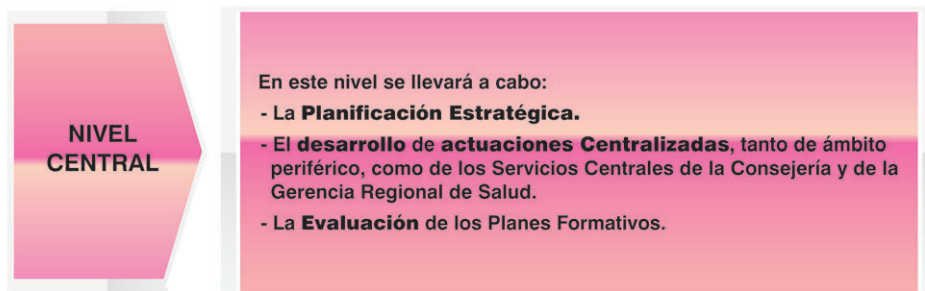 NIVEL
CENTRAL
En este nivel se llevará a cabo:
- La Planificación Estratégica.
- El desarrollo de actuaciones Centralizadas, tanto de ámbito
periférico, como de los Servicios Centrales de la Consejería y de la
Gerencia Regional de Salud.
- La Evaluación de los Planes Formativos.